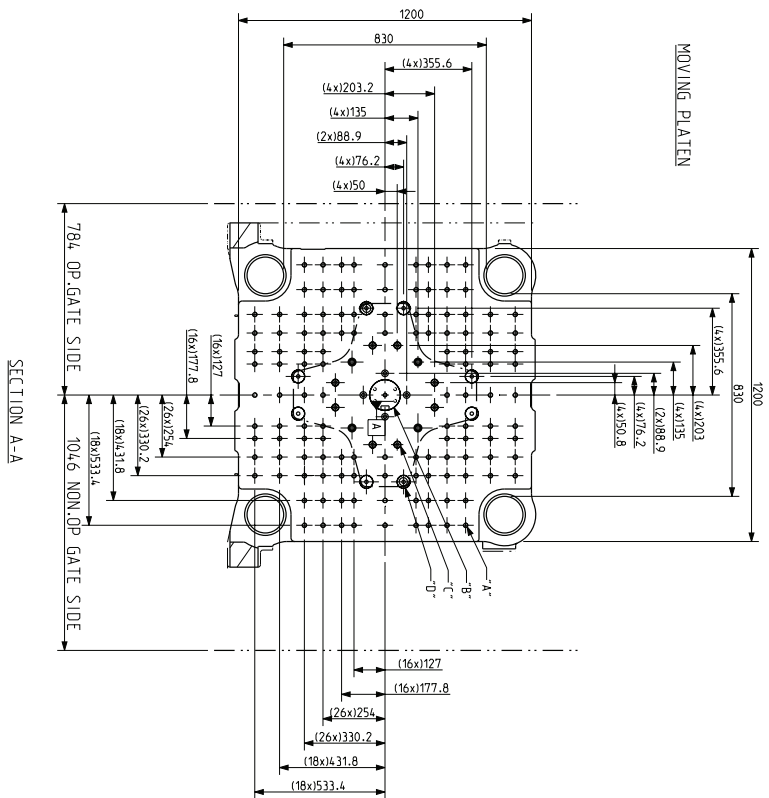 1200
830
(4x)355.6
(4x)203.2
(4x)135
(2x)88.9
(4x)76.2
(4x)50
MOVING PLATEN
1200
830
(4x)355.6
(4x)203
(4x)135
(2x)88.9
(4x)76.2
(4x)50.8
784 OP.GATE SIDE
1046 NON.OP GATE SIDE
(16x)127
(16x)177.8
(26x)254
(26x)330.2
(18x)431.8
(18x)533.4
A
"A"
"B"
"C"
"D"
(16x)127
(16x)177.8
(26x)254
(26x)330.2
(18x)431.8
(18x)533.4
SECTION A-A